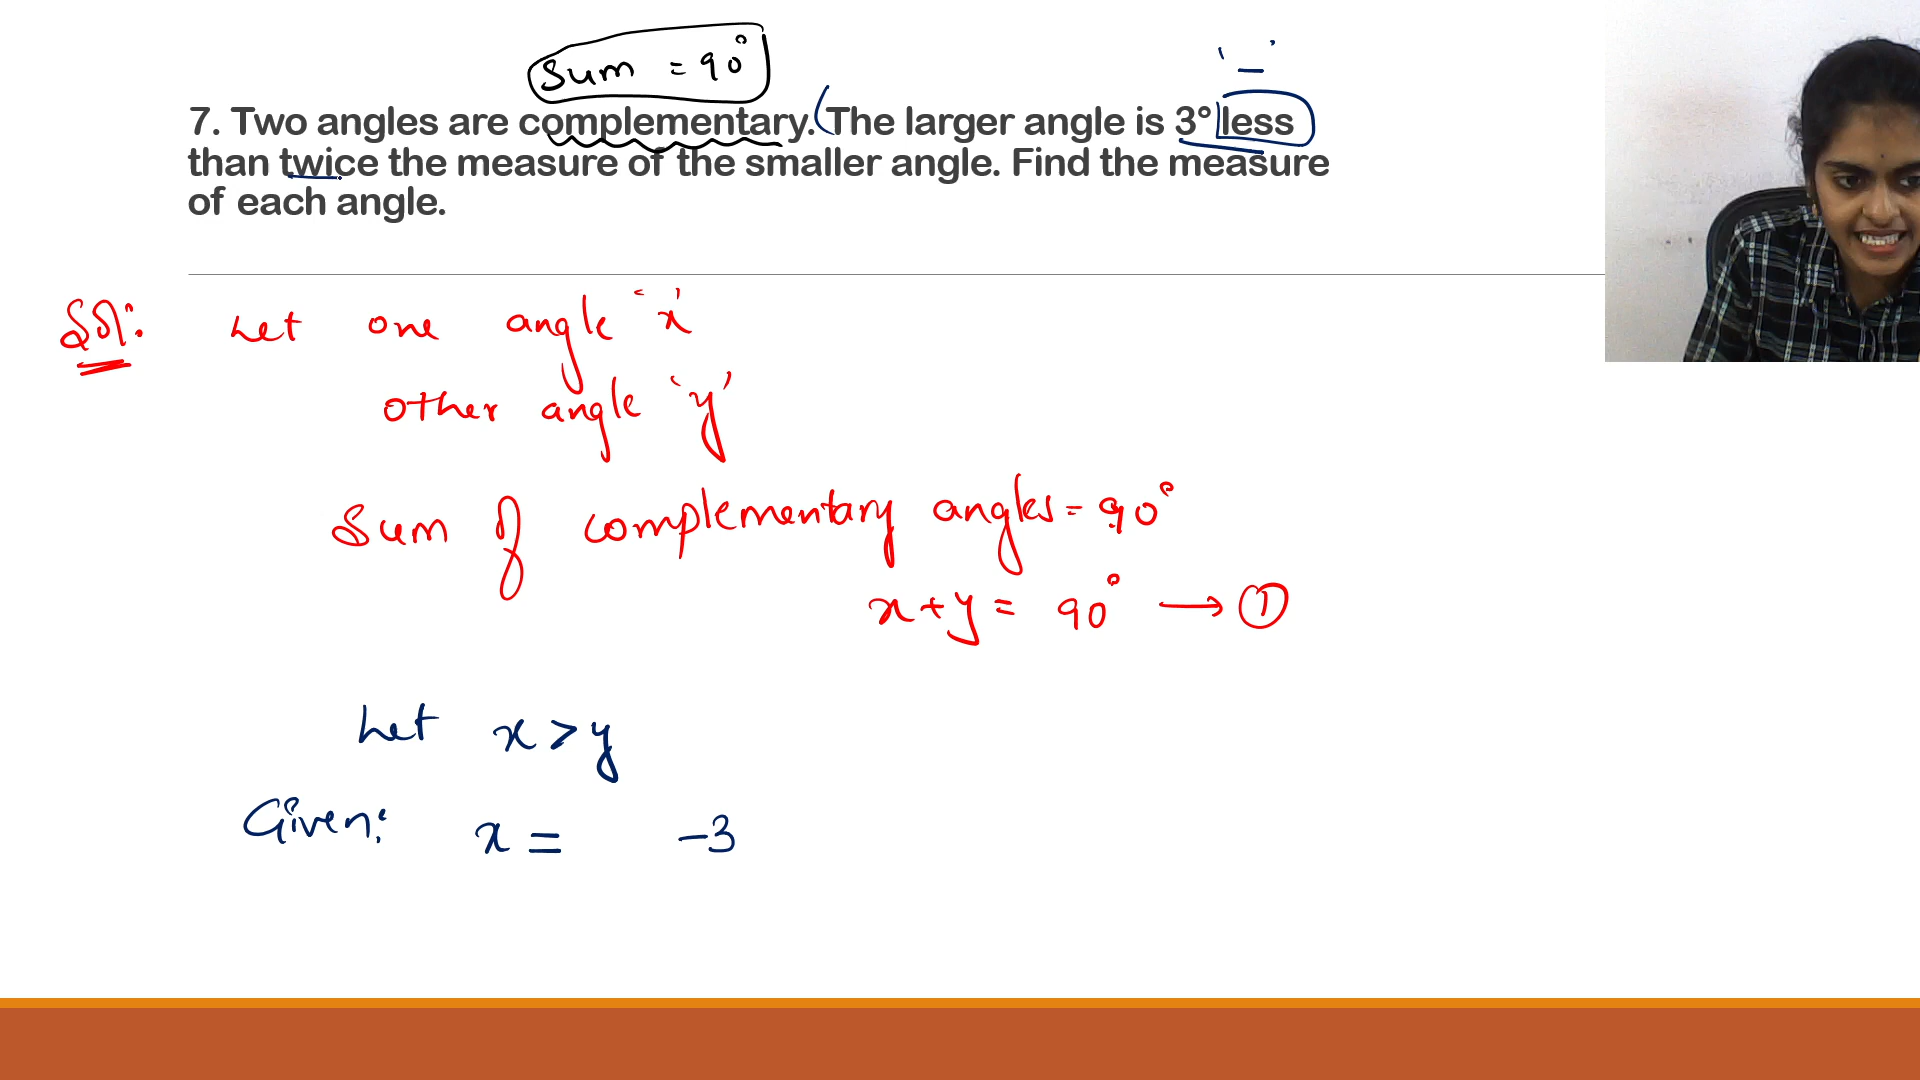 Sum = 90°
' – '
7. Two angles are complementary. (The larger angle is 3° less
than twice the measure of the smaller angle. Find the measure
of each angle.
Sol: Let one angle 'x'
other angle 'y'
Sum of complementary angles = 90°
x + y = 90° → ①
Let x > y
Given: x = -3